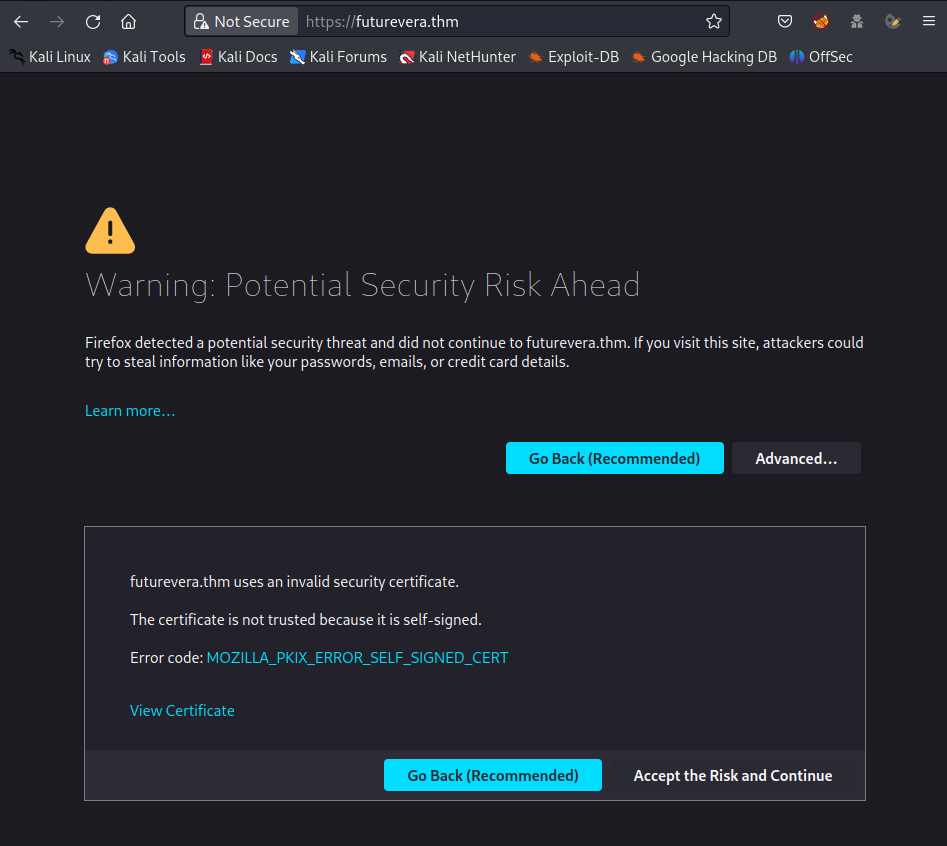 Not Secure https://futurevera.thm
Kali Linux Kali Tools Kali Docs Kali Forums Kali NetHunter Exploit-DB Google Hacking DB OffSec
Warning: Potential Security Risk Ahead
Firefox detected a potential security threat and did not continue to futurevera.thm. If you visit this site, attackers could
try to steal information like your passwords, emails, or credit card details.
Learn more…
Go Back (Recommended) Advanced…
futurevera.thm uses an invalid security certificate.
The certificate is not trusted because it is self-signed.
Error code: MOZILLA_PKIX_ERROR_SELF_SIGNED_CERT
View Certificate
Go Back (Recommended) Accept the Risk and Continue